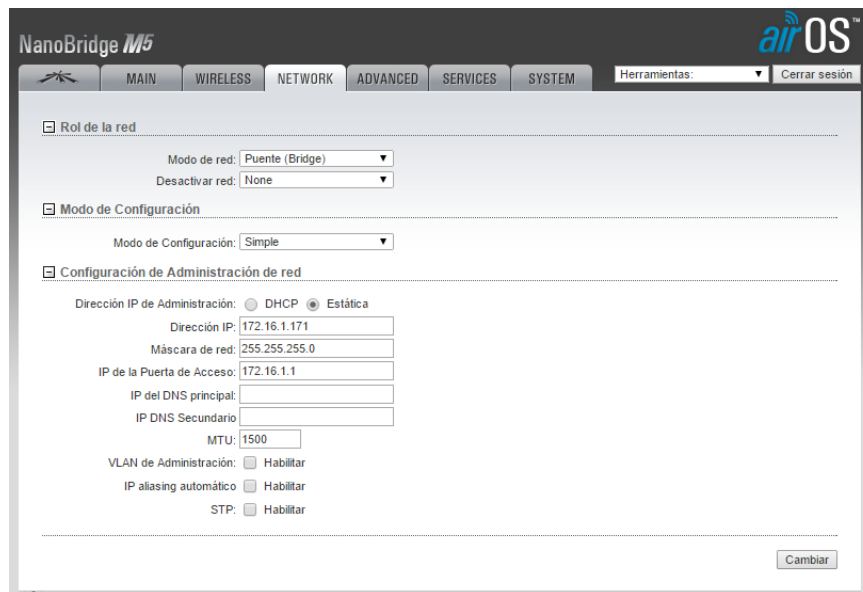 NanoBridge M5
airOS™
MAIN WIRELESS NETWORK ADVANCED SERVICES SYSTEM Herramientas: Cerrar sesión
Rol de la red
Modo de red: Puente (Bridge)
Desactivar red: None
Modo de Configuración
Modo de Configuración: Simple
Configuración de Administración de red
Dirección IP de Administración: DHCP Estática
Dirección IP: 172.16.1.171
Máscara de red: 255.255.255.0
IP de la Puerta de Acceso: 172.16.1.1
IP del DNS principal:
IP DNS Secundario
MTU: 1500
VLAN de Administración: Habilitar
IP aliasing automático Habilitar
STP: Habilitar
Cambiar